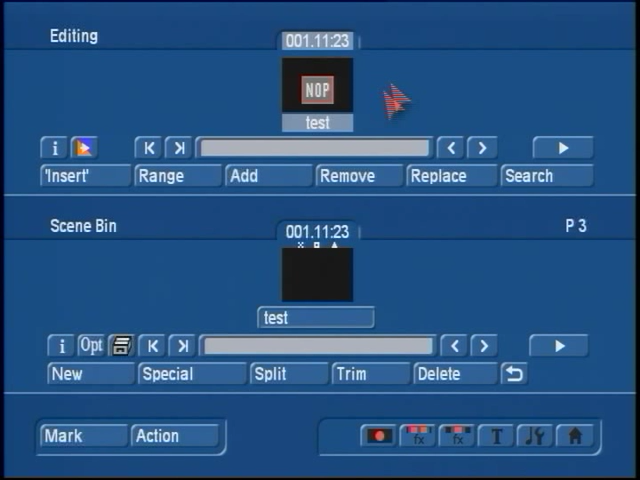 Editing
001.11:23
NOP
test
i
'Insert' Range Add Remove Replace Search
Scene Bin
001.11:23
P 3
test
i Opt
New Special Split Trim Delete
Mark Action
fx fx T